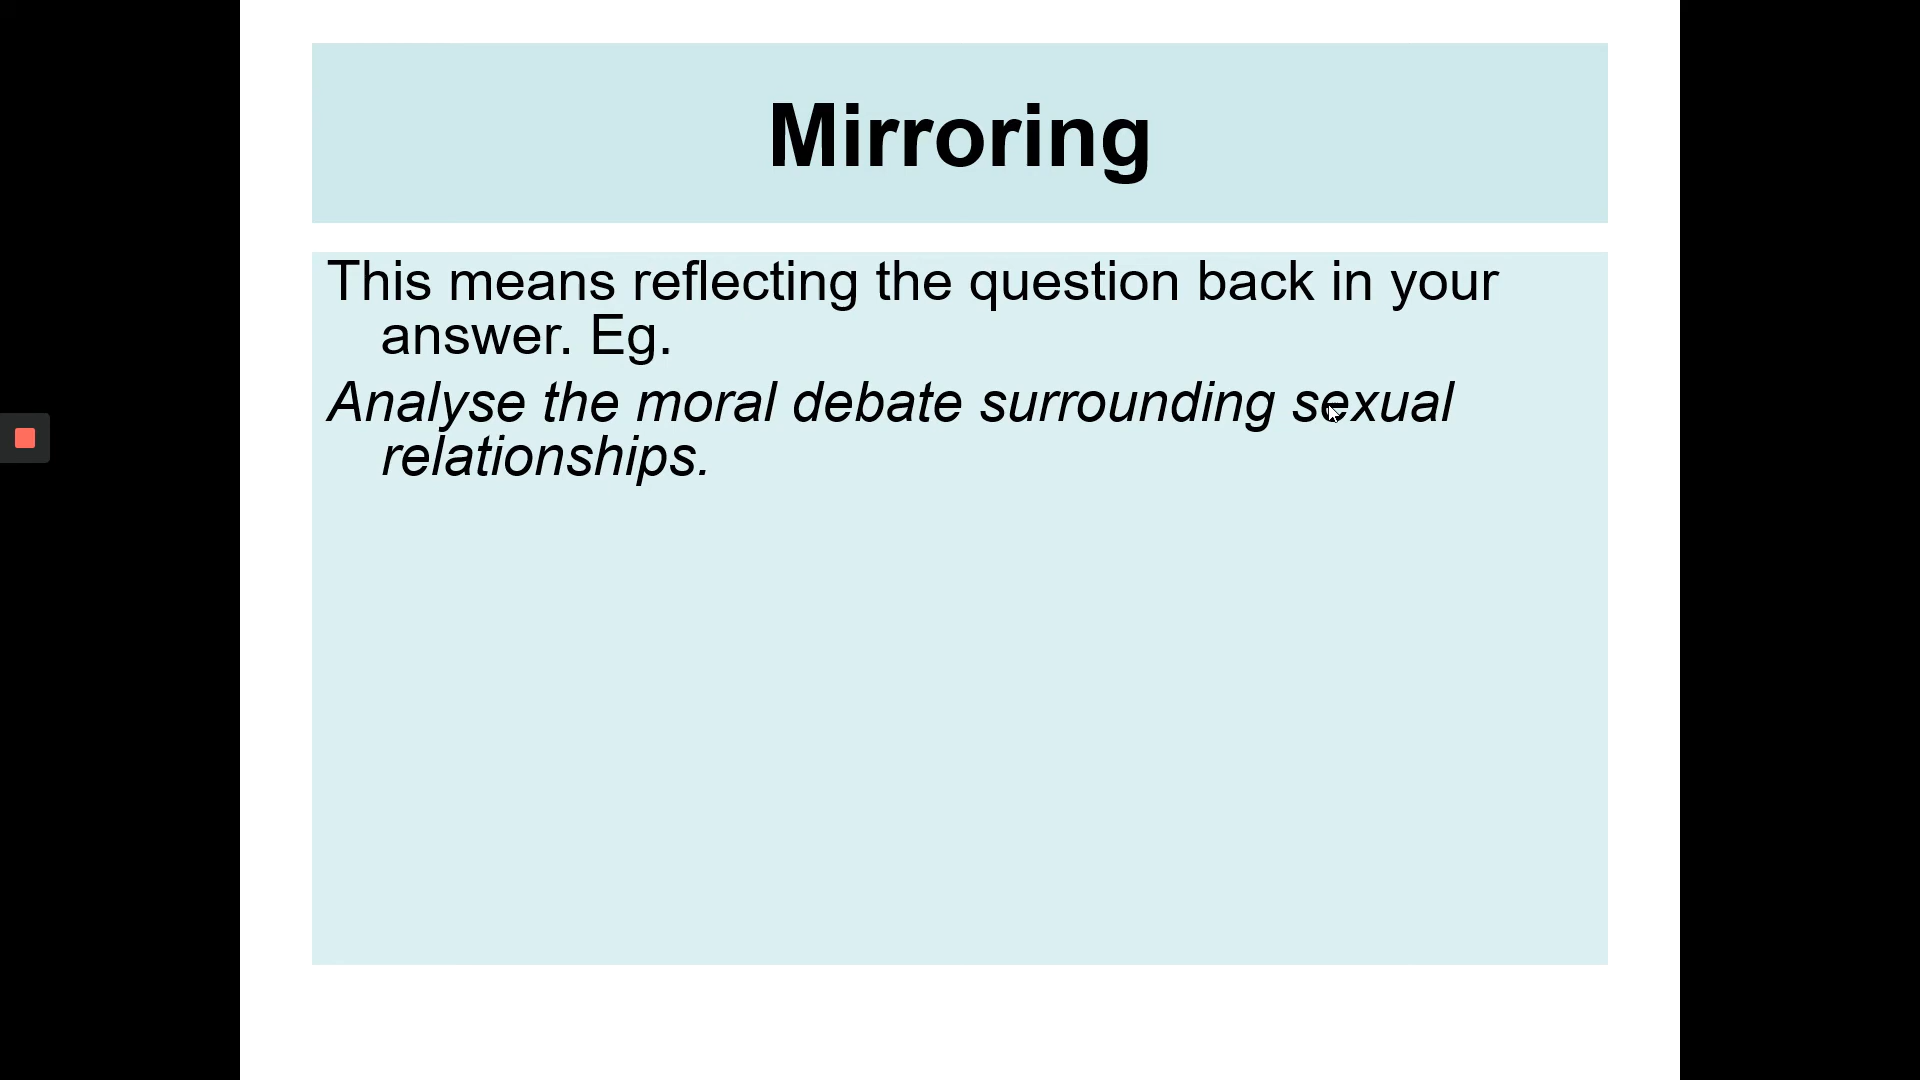 Mirroring
This means reflecting the question back in your
answer. Eg.
Analyse the moral debate surrounding sexual
relationships.